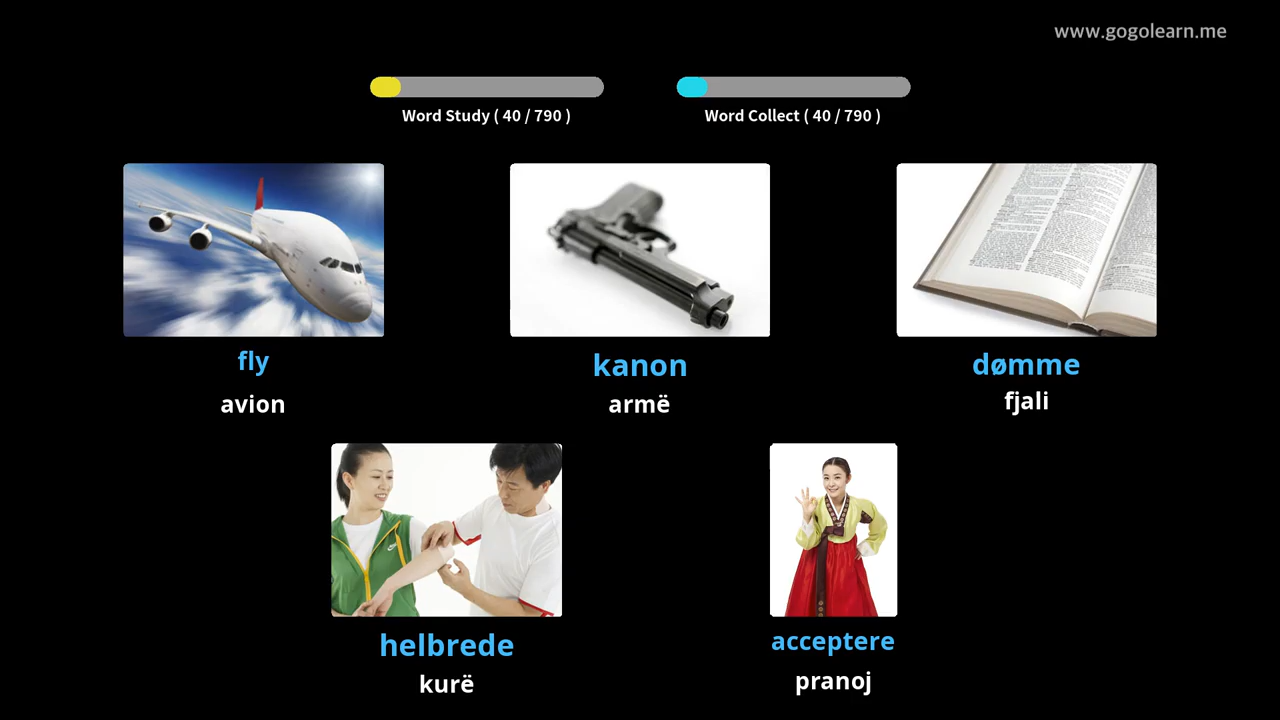 www.gogolearn.me
Word Study ( 40 / 790 )
Word Collect ( 40 / 790 )
fly
avion
kanon
armë
dømme
fjali
helbrede
kurë
acceptere
pranoj